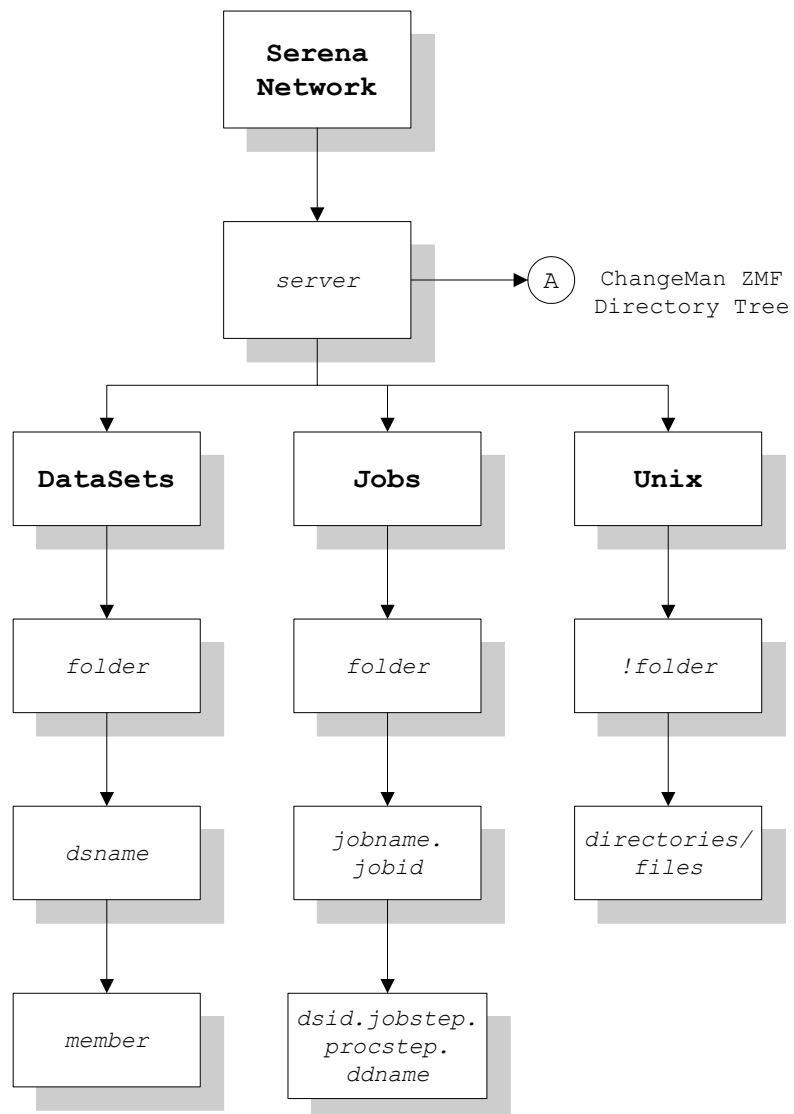 Serena
Network
server
A
ChangeMan ZMF
Directory Tree
DataSets
Jobs
Unix
folder
folder
!folder
dsname
jobname.
jobid
directories/
files
member
dsid.jobstep.
procstep.
ddname